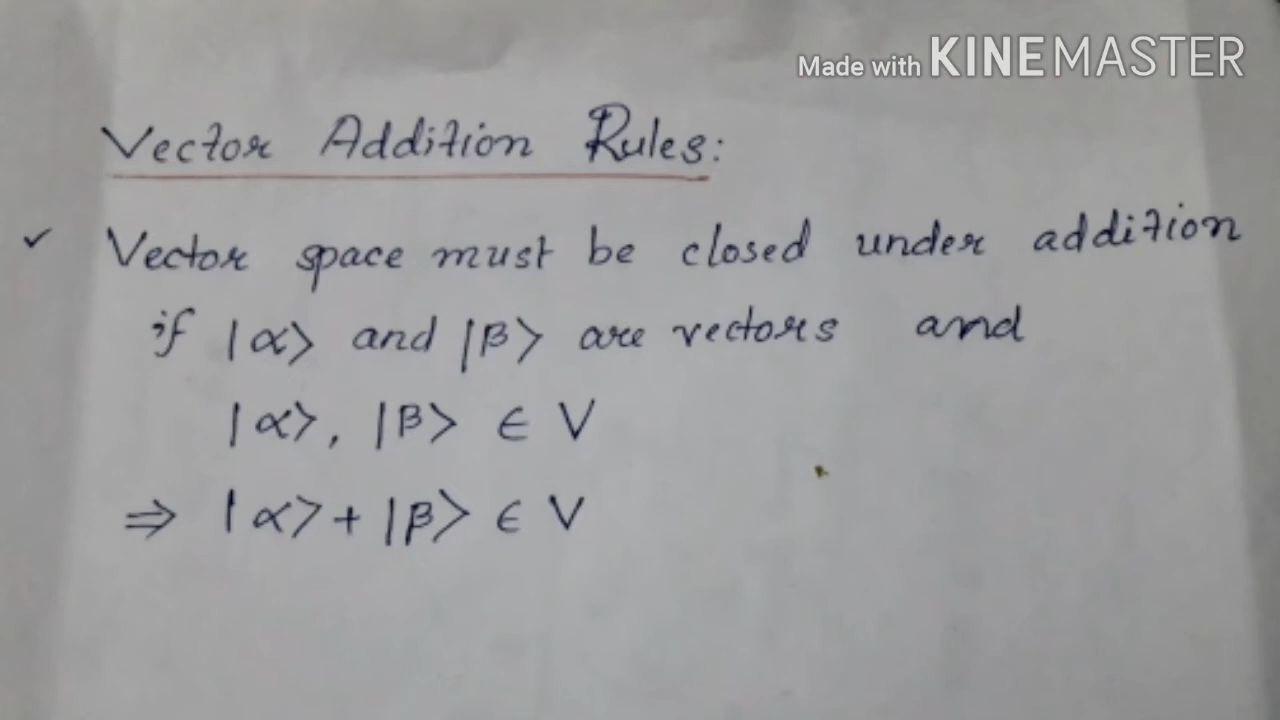 Made with KINEMASTER
Vector Addition Rules:
✓ Vector space must be closed under addition
if |α> and |β> are vectors and
|α>, |β> ∈ V
⇒ |α> + |β> ∈ V